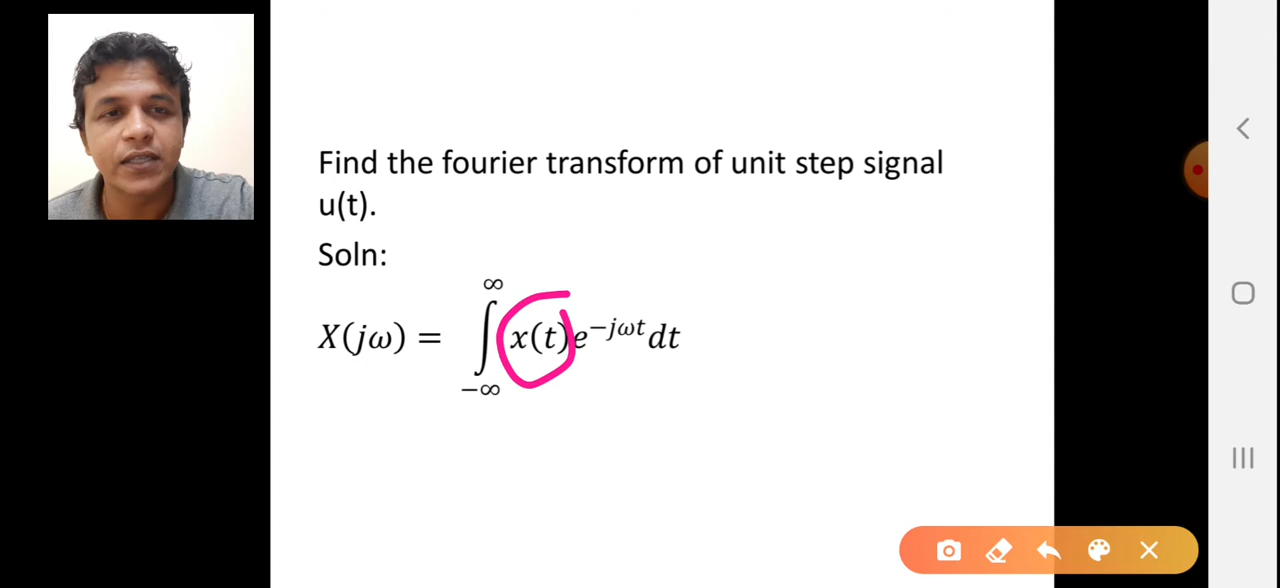 Find the fourier transform of unit step signal
u(t).
Soln:
X(jω) = ∫_{−∞}^{∞} x(t)e^{−jωt}dt